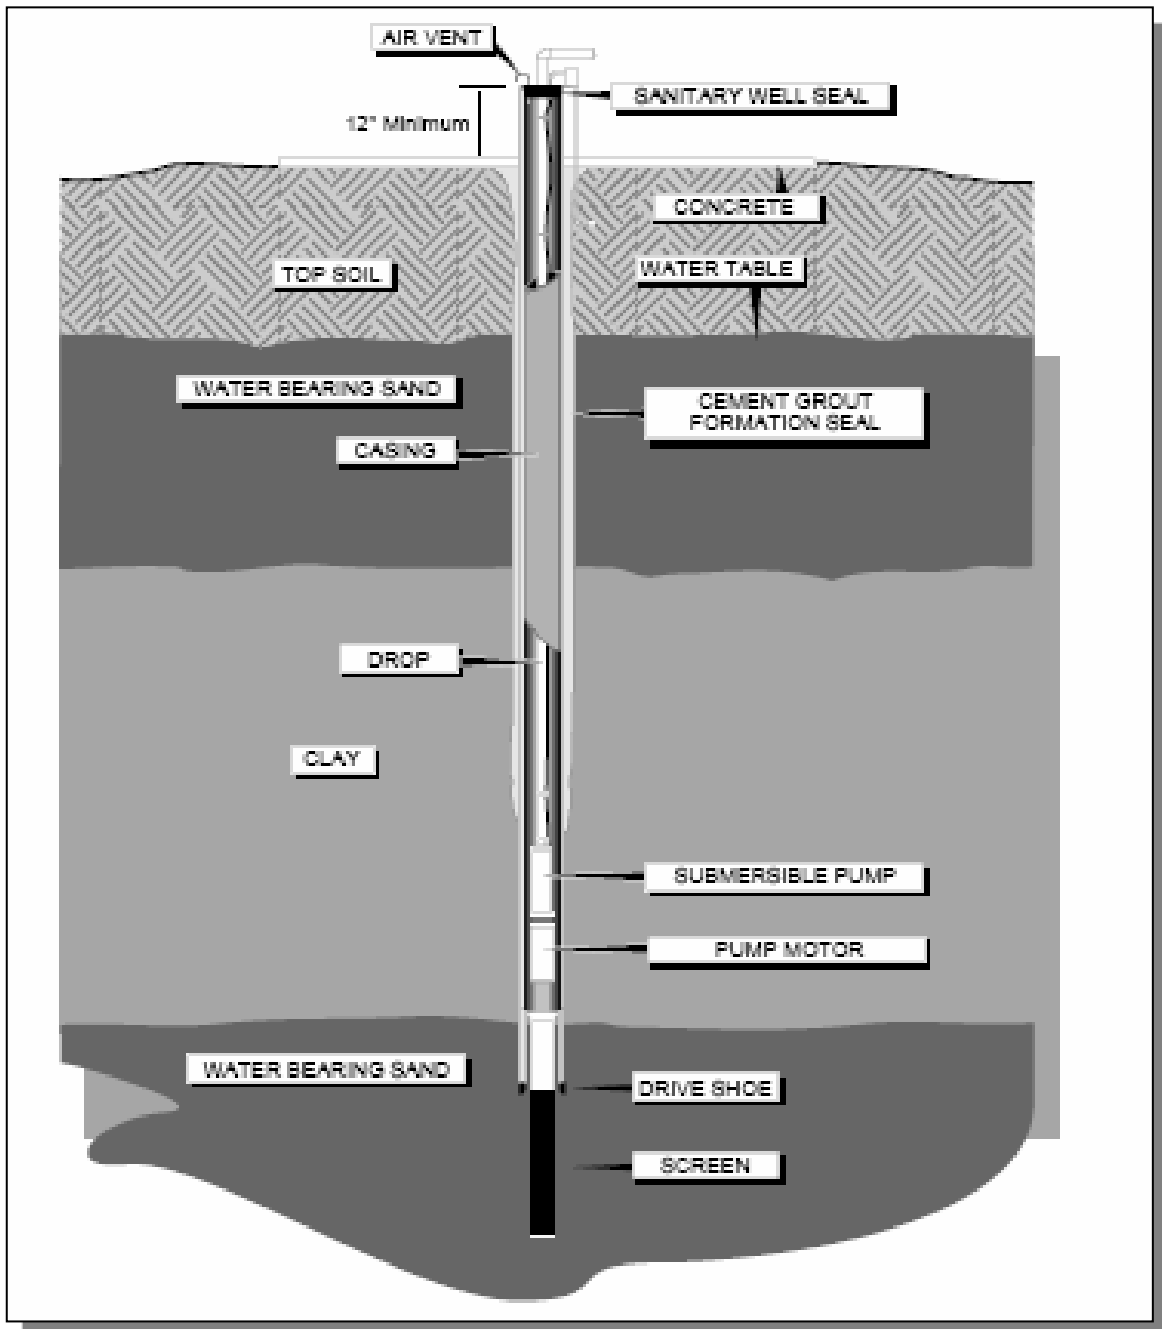 AIR VENT
SANITARY WELL SEAL
12" Minimum
CONCRETE
WATER TABLE
TOP SOIL
WATER BEARING SAND
CEMENT GROUT
FORMATION SEAL
CASING
DROP
CLAY
SUBMERSIBLE PUMP
PUMP MOTOR
WATER BEARING SAND
DRIVE SHOE
SCREEN